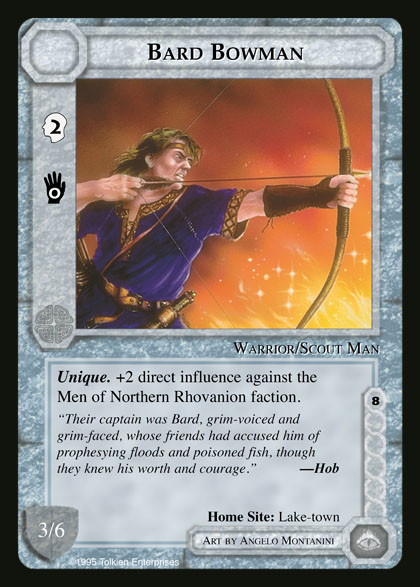 Bard Bowman
2
Warrior/Scout Man
Unique. +2 direct influence against the
Men of Northern Rhovanion faction.
8
“Their captain was Bard, grim-voiced and
grim-faced, whose friends had accused him of
prophesying floods and poisoned fish, though
they knew his worth and courage.” —Hob
Home Site: Lake-town
3/6
Art by Angelo Montanini
©1995 Tolkien Enterprises